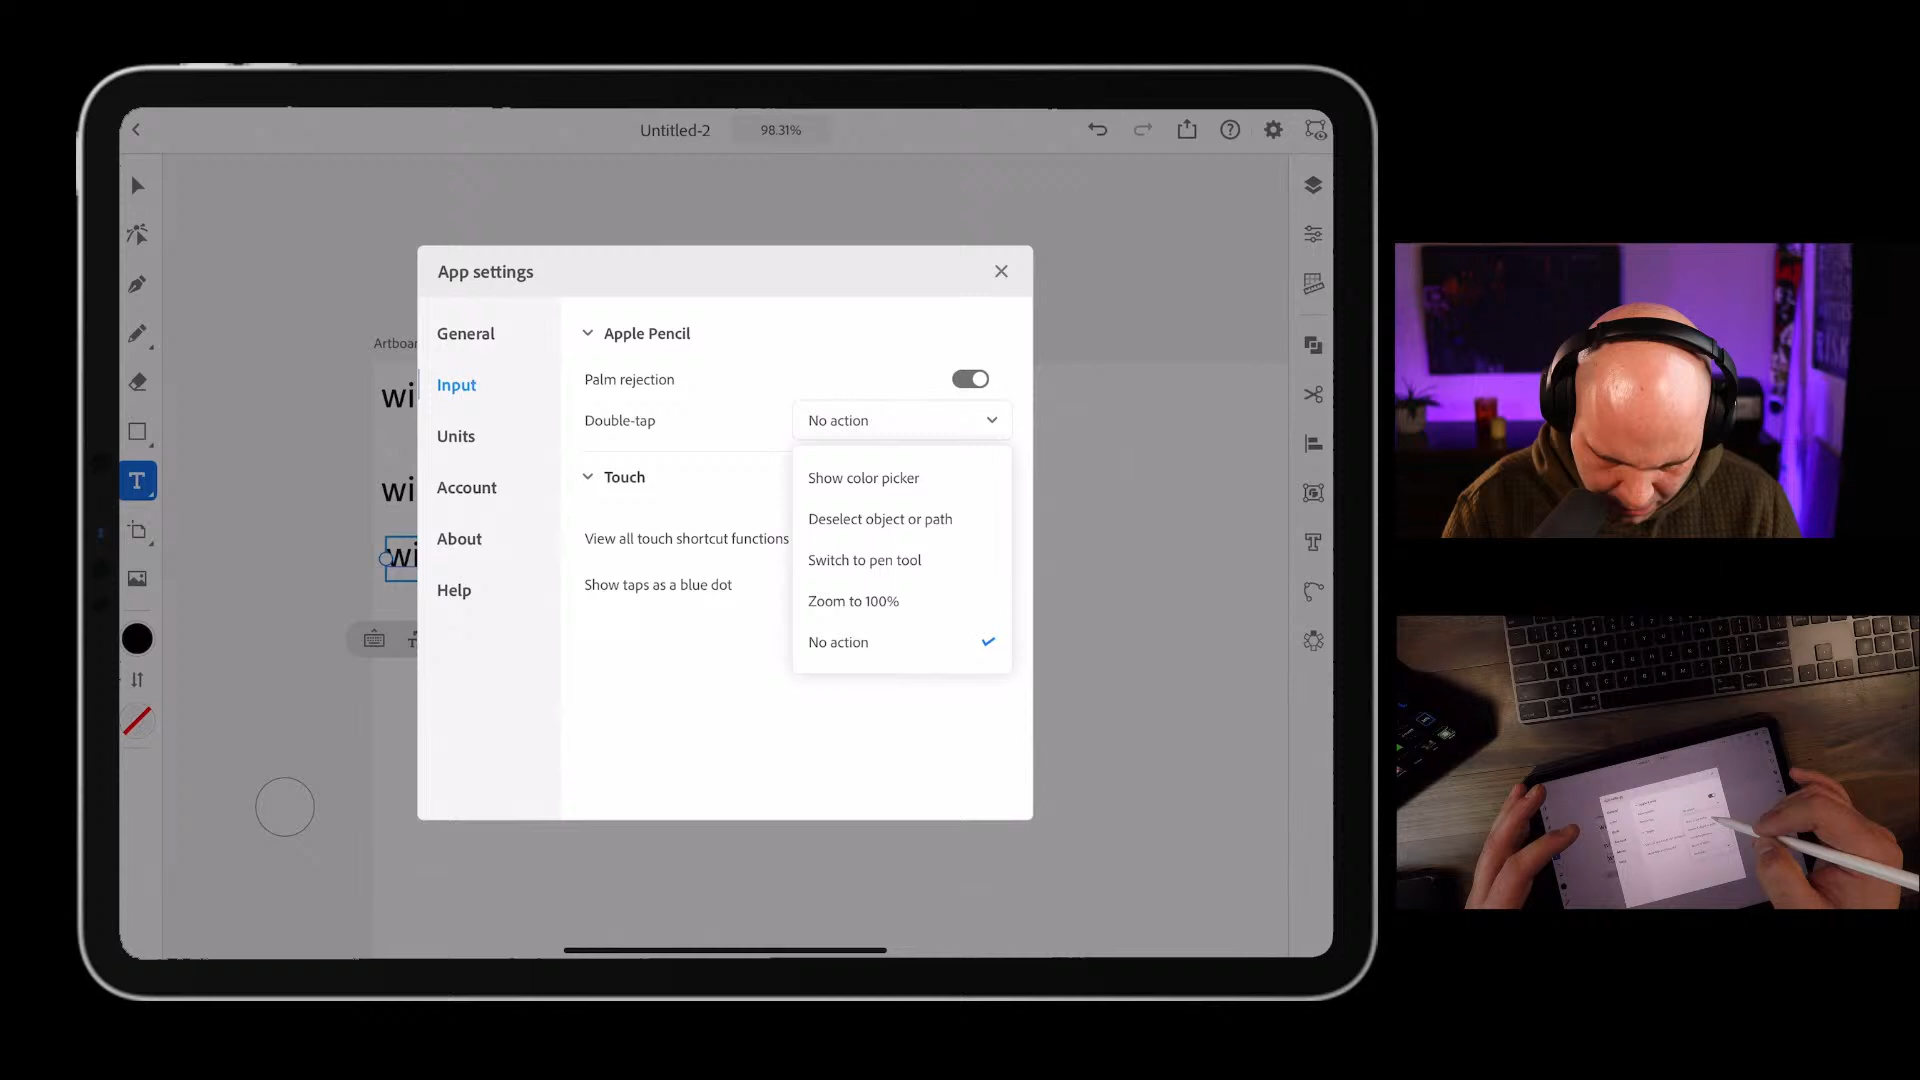 Untitled-2
98.31%
App settings
Artboar
General
Apple Pencil
Palm rejection
Input
Double-tap
No action
Units
Touch
Show color picker
Account
Deselect object or path
About
View all touch shortcut functions
Switch to pen tool
Help
Show taps as a blue dot
Zoom to 100%
No action
wi
wi
wi
T